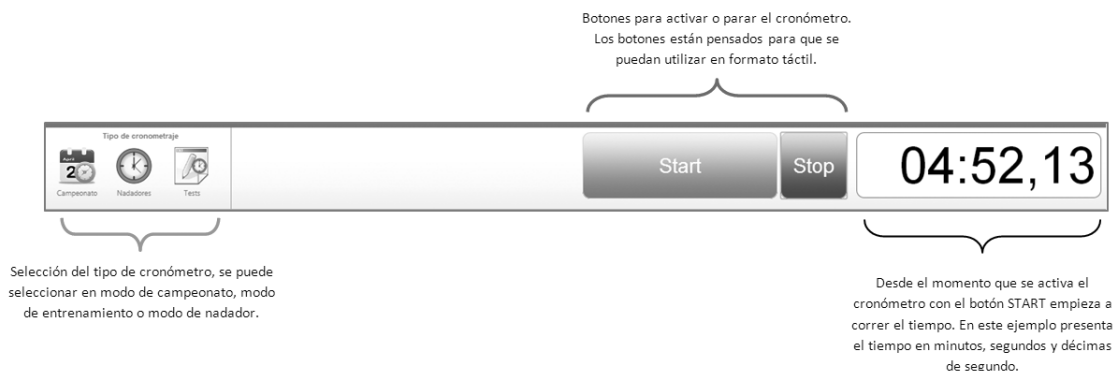 Botones para activar o parar el cronómetro.
Los botones están pensados para que se
puedan utilizar en formato táctil.
Tipo de cronometraje
April
2
Campeonato
Nadadores
Tests
Start
Stop
04:52,13
Selección del tipo de cronómetro, se puede
seleccionar en modo de campeonato, modo
de entrenamiento o modo de nadador.
Desde el momento que se activa el
cronómetro con el botón START empieza a
correr el tiempo. En este ejemplo presenta
el tiempo en minutos, segundos y décimas
de segundo.